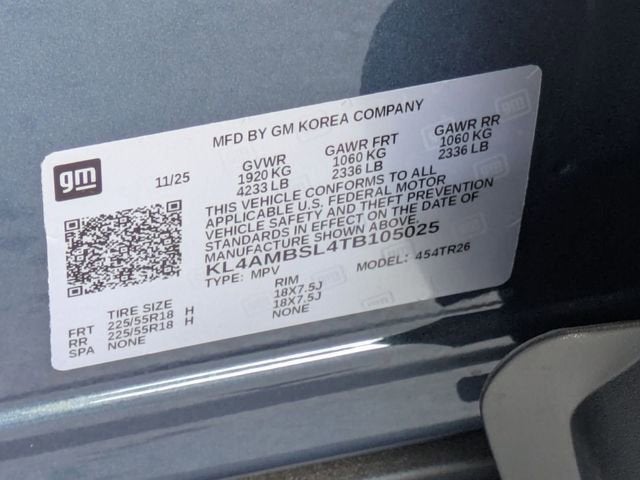 MFD BY GM KOREA COMPANY
gm
11/25
GVWR GAWR FRT GAWR RR
1920 KG 1060 KG 1060 KG
4233 LB 2336 LB 2336 LB
THIS VEHICLE CONFORMS TO ALL
APPLICABLE U.S. FEDERAL MOTOR
VEHICLE SAFETY AND THEFT PREVENTION
STANDARDS IN EFFECT ON THE DATE OF
MANUFACTURE SHOWN ABOVE.
KL4AMBSL4TB105025
TYPE: MPV MODEL: 454TR26
TIRE SIZE RIM
FRT 225/55R18 H 18X7.5J
RR 225/55R18 H 18X7.5J
SPA NONE NONE